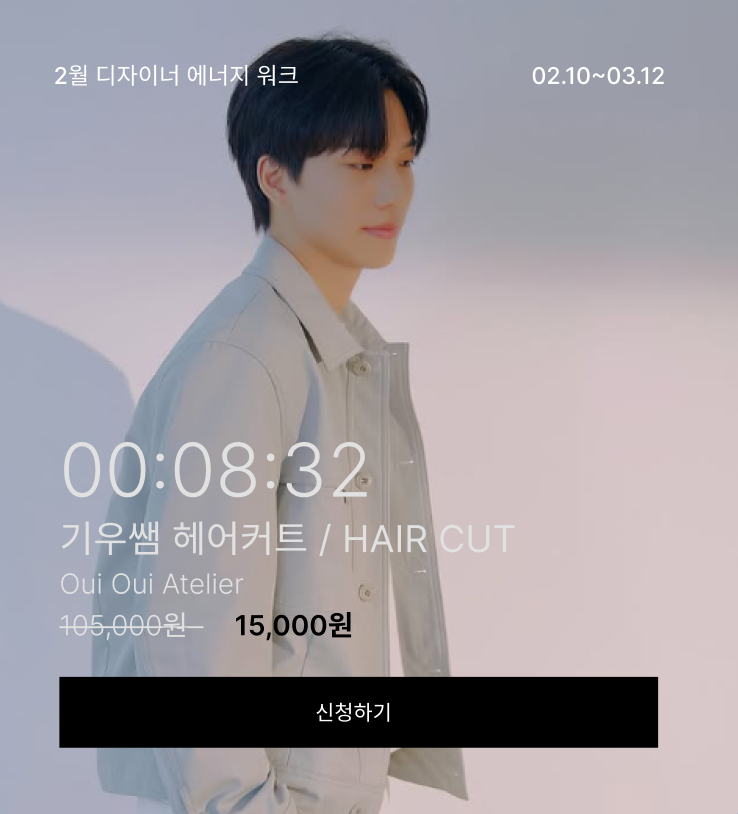 2월 디자이너 에너지 워크
02.10~03.12
00:08:32
기우쌤 헤어커트 / HAIR CUT
Oui Oui Atelier
105,000원 15,000원
신청하기